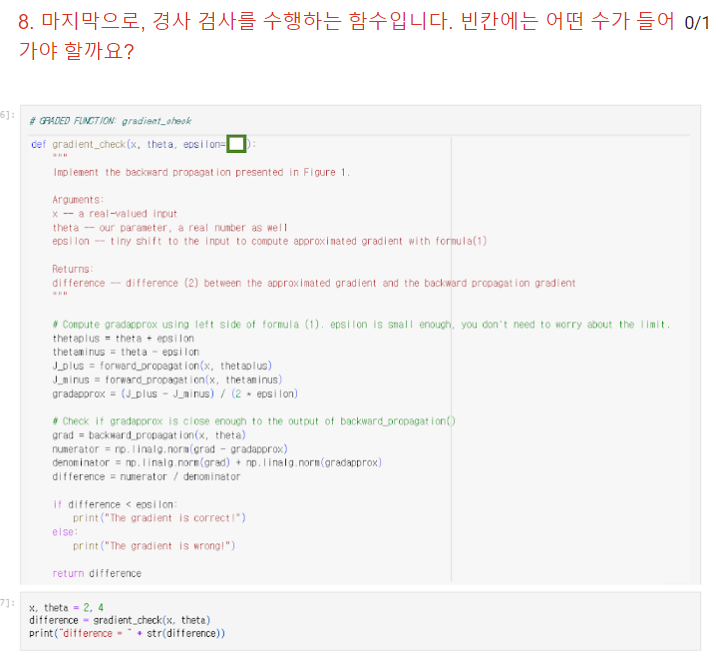 8. 마지막으로, 경사 검사를 수행하는 함수입니다. 빈칸에는 어떤 수가 들어 0/1
가야 할까요?
6]:
# GRADED FUNCTION: gradient_check
def gradient_check(x, theta, epsilon= ):
"""
Implement the backward propagation presented in Figure 1.
Arguments:
x -- a real-valued input
theta -- our parameter, a real number as well
epsilon -- tiny shift to the input to compute approximated gradient with formula(1)
Returns:
difference -- difference (2) between the approximated gradient and the backward propagation gradient
"""
# Compute gradapprox using left side of formula (1). epsilon is small enough, you don't need to worry about the limit.
thetaplus = theta + epsilon
thetaminus = theta - epsilon
J_plus = forward_propagation(x, thetaplus)
J_minus = forward_propagation(x, thetaminus)
gradapprox = (J_plus - J_minus) / (2 * epsilon)
# Check if gradapprox is close enough to the output of backward_propagation()
grad = backward_propagation(x, theta)
numerator = np.linalg.norm(grad - gradapprox)
denominator = np.linalg.norm(grad) + np.linalg.norm(gradapprox)
difference = numerator / denominator
if difference < epsilon:
print("The gradient is correct!")
else:
print("The gradient is wrong!")
return difference
7]:
x, theta = 2, 4
difference = gradient_check(x, theta)
print("difference = " + str(difference))